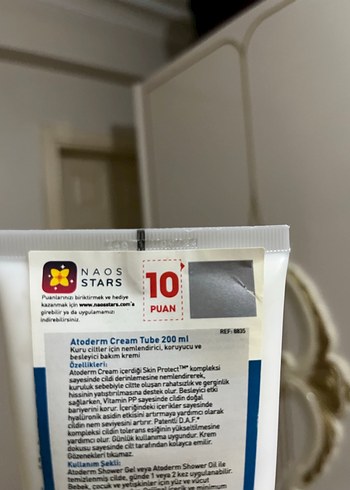 NAOS
STARS
10
PUAN
Puanlarınızı biriktirmek ve hediye
kazanmak için www.naosstars.com'a
girebilir ya da uygulamamızı
indirebilirsiniz.
REF: 8835
Atoderm Cream Tube 200 ml
Kuru ciltler için nemlendirici, koruyucu ve
besleyici bakım kremi
Özellikleri:
Atoderm Cream içerdiği Skin Protect™ kompleksi
sayesinde cildi derinlemesine nemlendirerek,
kuruluk sebebiyle ciltte oluşan rahatsızlık ve gerginlik
hissinin yatıştırılmasına destek olur. Besleyici etki
sağlarken, Vitamin PP sayesinde cildin doğal
bariyerini korur. İçeriğindeki içerikler sayesinde
hyalüronik asidin etkisini artırmaya yardımcı olarak
cildin nem seviyesini artırır. Patentli D.A.F.
kompleksi cildin tolerans eşiğinin yükseltilmesine
yardımcı olur. Günlük kullanıma uygundur. Krem
dokusu sayesinde cilt tarafından kolayca emilir.
Gözenekleri tıkamaz.
Kullanım Şekli:
Atoderm Shower Gel veya Atoderm Shower Oil ile
temizlenmiş cilde, günde 1 veya 2 kez uygulanabilir.
Bebek, çocuk ve yetişkinler için yüz ve vücut